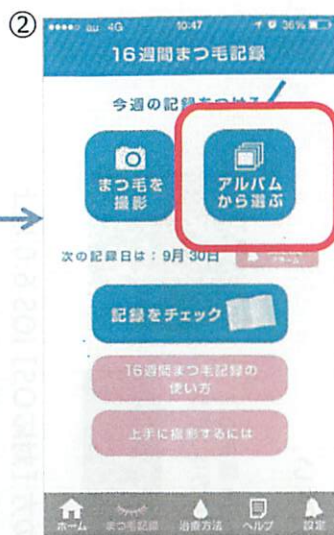 ②
au 4G 10:47 36%
16週間まつ毛記録
今週の記録をつける
まつ毛を
撮影
アルバム
から選ぶ
次の記録日は：9月30日
アラーム
記録をチェック
16週間まつ毛記録の
使い方
上手に撮影するには
ホーム まつ毛記録 治療方法 ヘルプ 設定